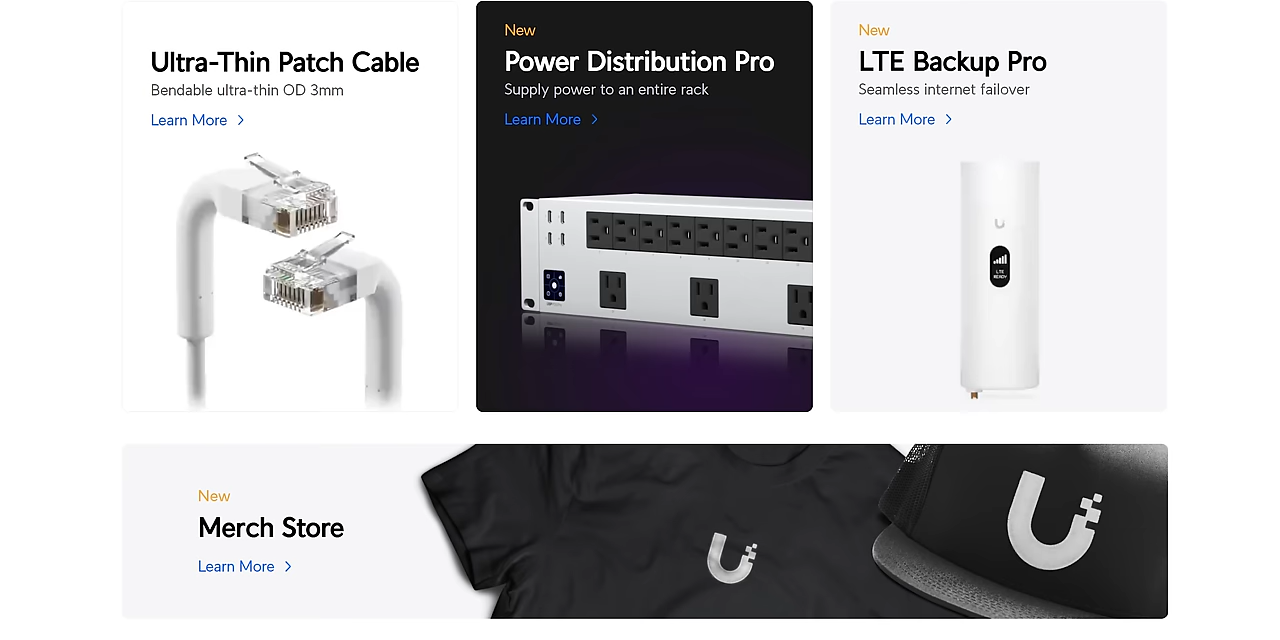 Ultra-Thin Patch Cable
Bendable ultra-thin OD 3mm
Learn More
New
Power Distribution Pro
Supply power to an entire rack
Learn More
New
LTE Backup Pro
Seamless internet failover
Learn More
LTE
READY
New
Merch Store
Learn More